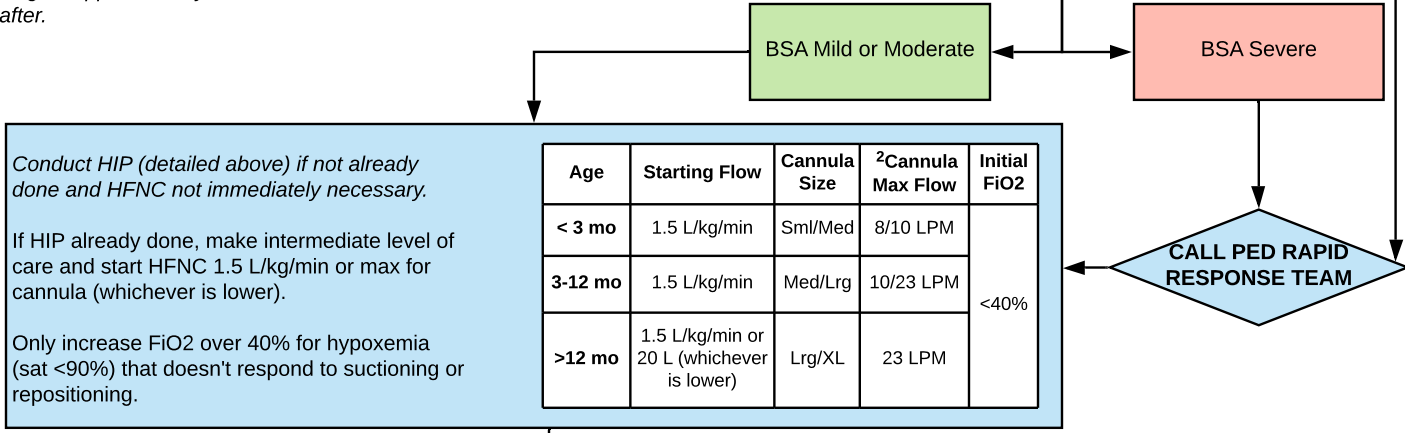 after.
BSA Mild or Moderate
BSA Severe
Conduct HIP (detailed above) if not already
done and HFNC not immediately necessary.
If HIP already done, make intermediate level of
care and start HFNC 1.5 L/kg/min or max for
cannula (whichever is lower).
Only increase FiO2 over 40% for hypoxemia
(sat <90%) that doesn't respond to suctioning or
repositioning.
Age Starting Flow Cannula Size ²Cannula Max Flow Initial FiO2
< 3 mo 1.5 L/kg/min Sml/Med 8/10 LPM
3-12 mo 1.5 L/kg/min Med/Lrg 10/23 LPM
<40%
>12 mo 1.5 L/kg/min or 20 L (whichever is lower) Lrg/XL 23 LPM
CALL PED RAPID
RESPONSE TEAM